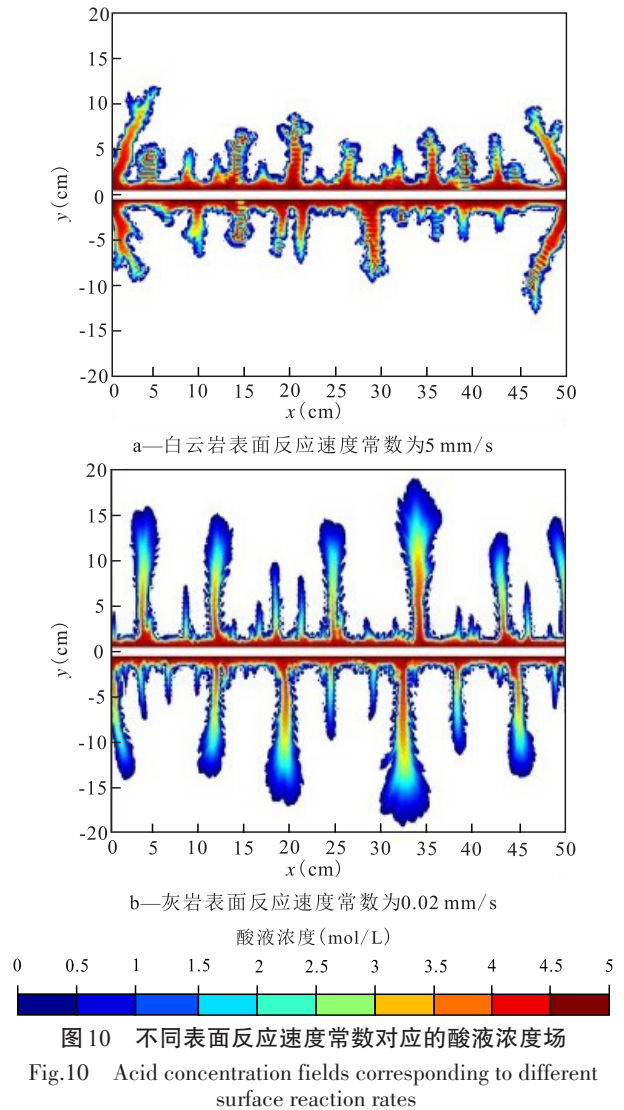 20
15
10
5
0
-5
-10
-15
-20
y(cm)
0 5 10 15 20 25 30 35 40 45 50
x(cm)
a—白云岩表面反应速度常数为5 mm/s
20
15
10
5
0
-5
-10
-15
-20
y(cm)
0 5 10 15 20 25 30 35 40 45 50
x(cm)
b—灰岩表面反应速度常数为0.02 mm/s
酸液浓度(mol/L)
0 0.5 1 1.5 2 2.5 3 3.5 4 4.5 5
图10 不同表面反应速度常数对应的酸液浓度场
Fig.10 Acid concentration fields corresponding to different
surface reaction rates